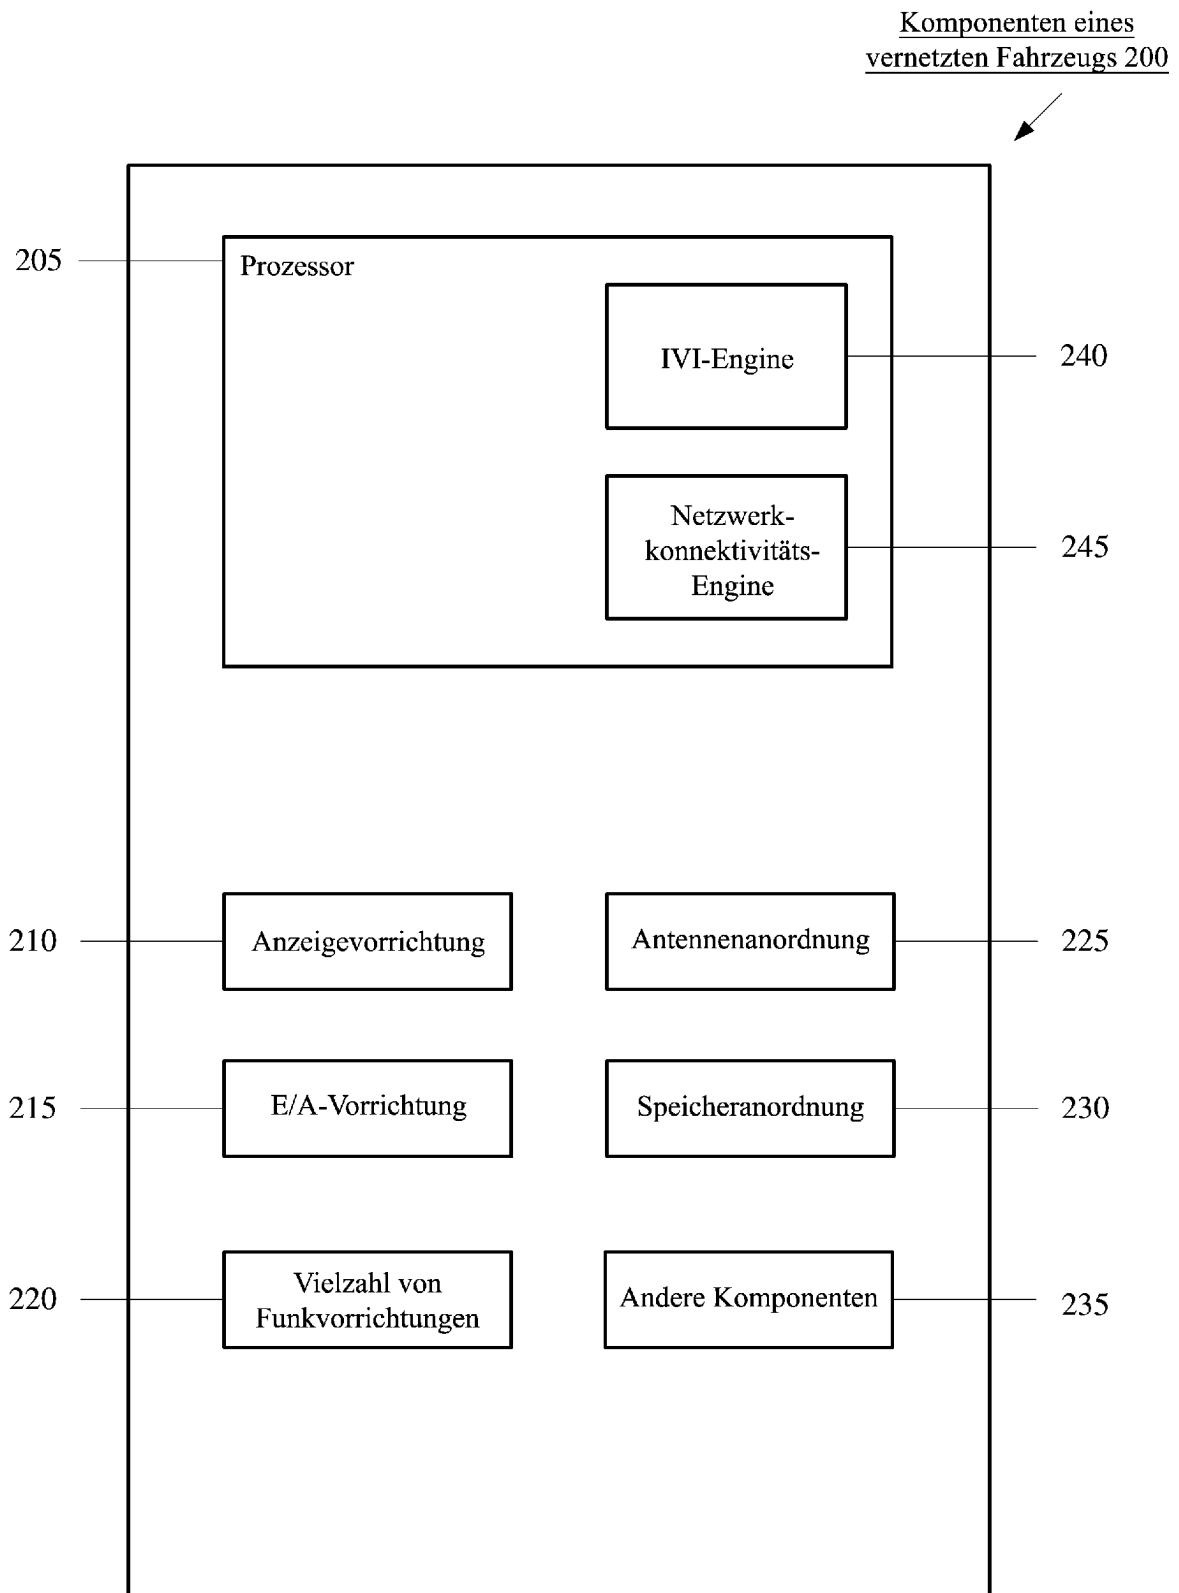 Komponenten eines
vernetzten Fahrzeugs 200
205
Prozessor
IVI-Engine
240
Netzwerk-
konnektivitäts-
Engine
245
210
Anzeigevorrichtung
Antennenanordnung
225
215
E/A-Vorrichtung
Speicheranordnung
230
220
Vielzahl von
Funkvorrichtungen
Andere Komponenten
235